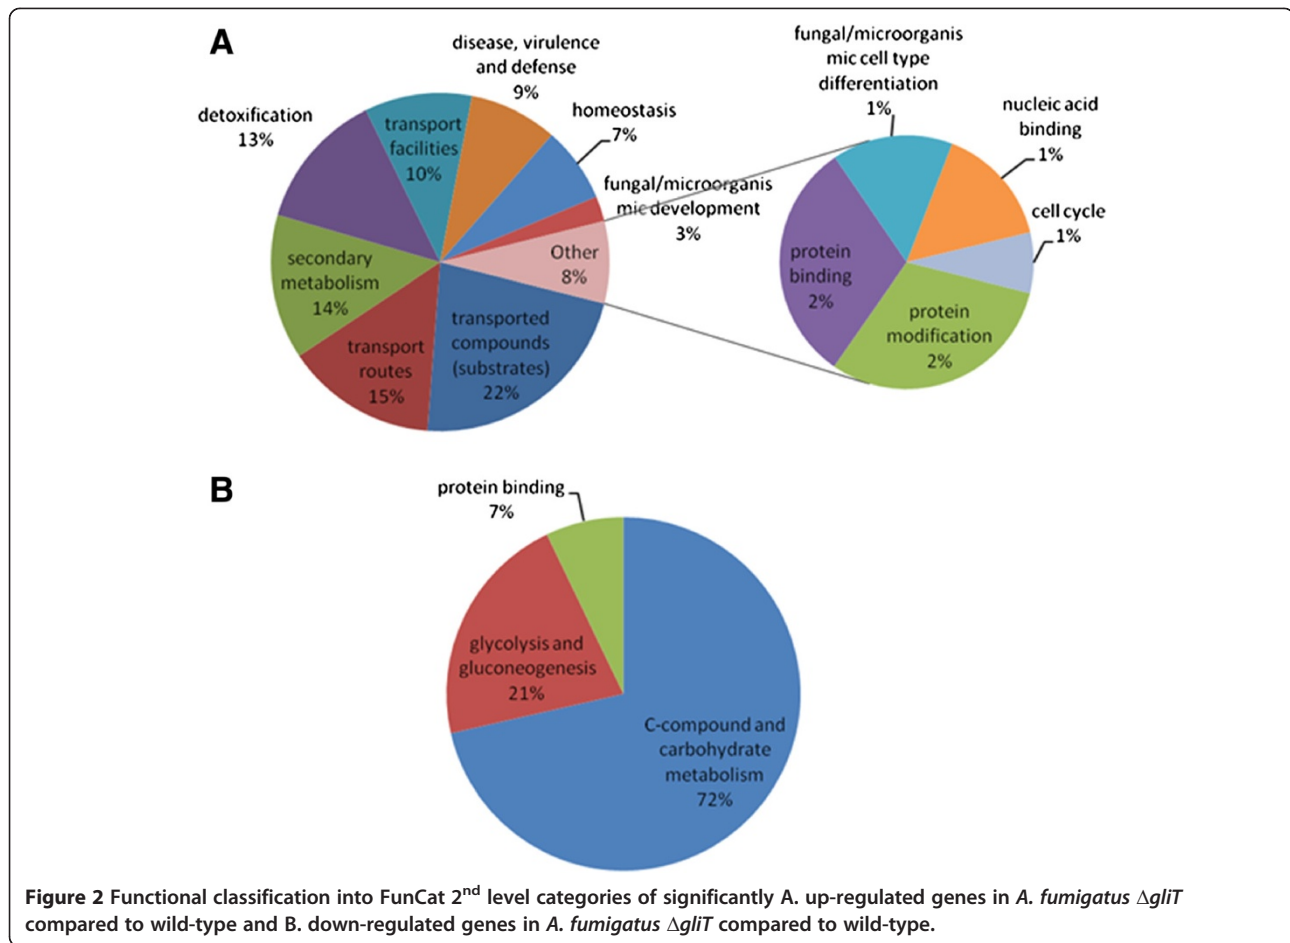 A
disease, virulence
and defense
9%
detoxification
13%
transport
facilities
10%
homeostasis
7%
fungal/microorganis
mic development
3%
Other
8%
secondary
metabolism
14%
transport
routes
15%
transported
compounds
(substrates)
22%
fungal/microorganis
mic cell type
differentiation
1%
nucleic acid
binding
1%
cell cycle
1%
protein
binding
2%
protein
modification
2%
B
protein binding
7%
glycolysis and
gluconeogenesis
21%
C-compound and
carbohydrate
metabolism
72%
Figure 2 Functional classification into FunCat 2nd level categories of significantly A. up-regulated genes in A. fumigatus ΔgliT
compared to wild-type and B. down-regulated genes in A. fumigatus ΔgliT compared to wild-type.